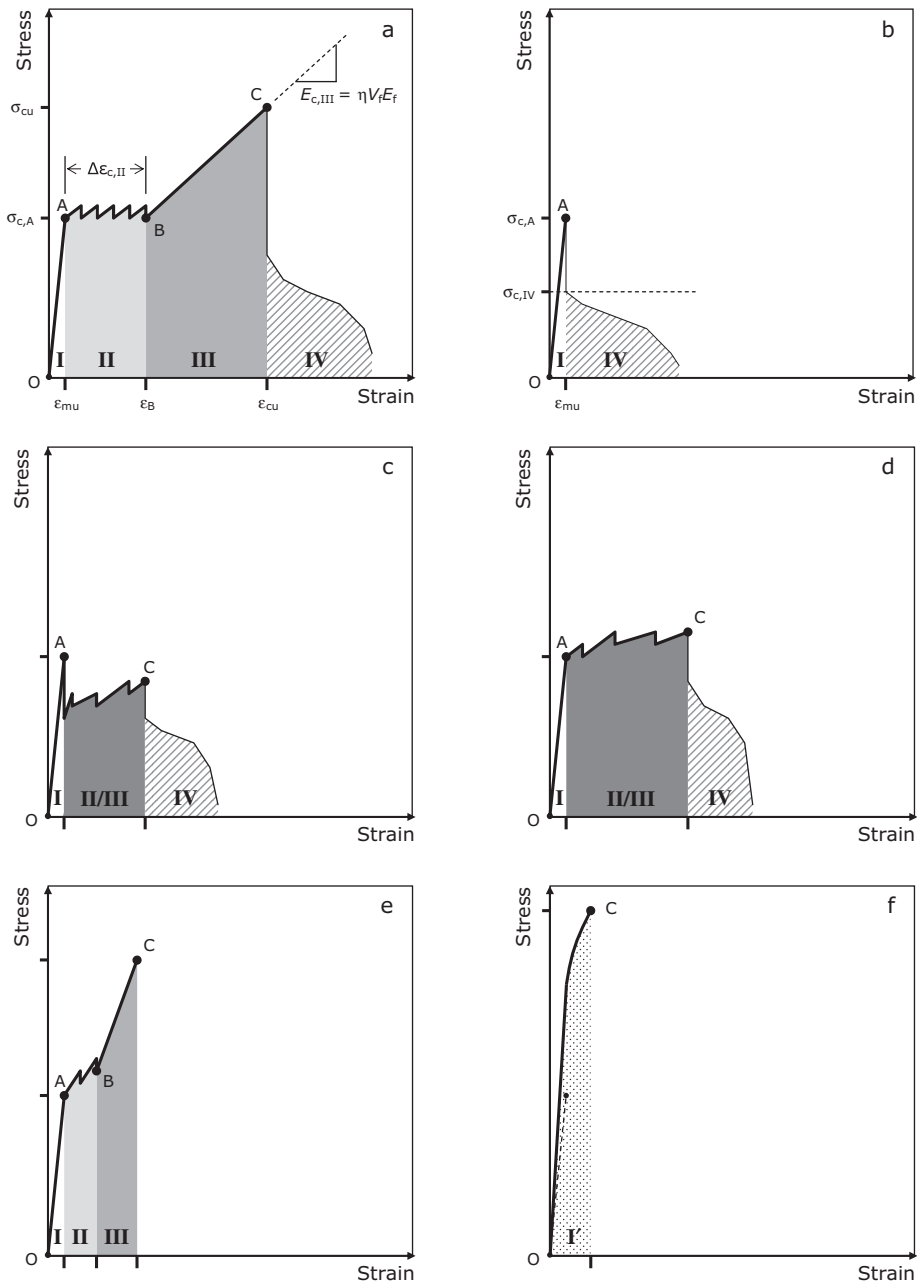 a
Stress
C
E_c,III = ηV_fE_f
σ_cu
Δε_c,II
A
σ_c,A
B
I II III IV
O
ε_mu ε_B ε_cu
Strain
b
Stress
A
σ_c,A
σ_c,IV
I IV
O
ε_mu
Strain
c
Stress
A
C
I II/III IV
O
Strain
d
Stress
C
A
I II/III IV
O
Strain
e
Stress
C
A
B
I II III
O
Strain
f
Stress
C
I′
O
Strain